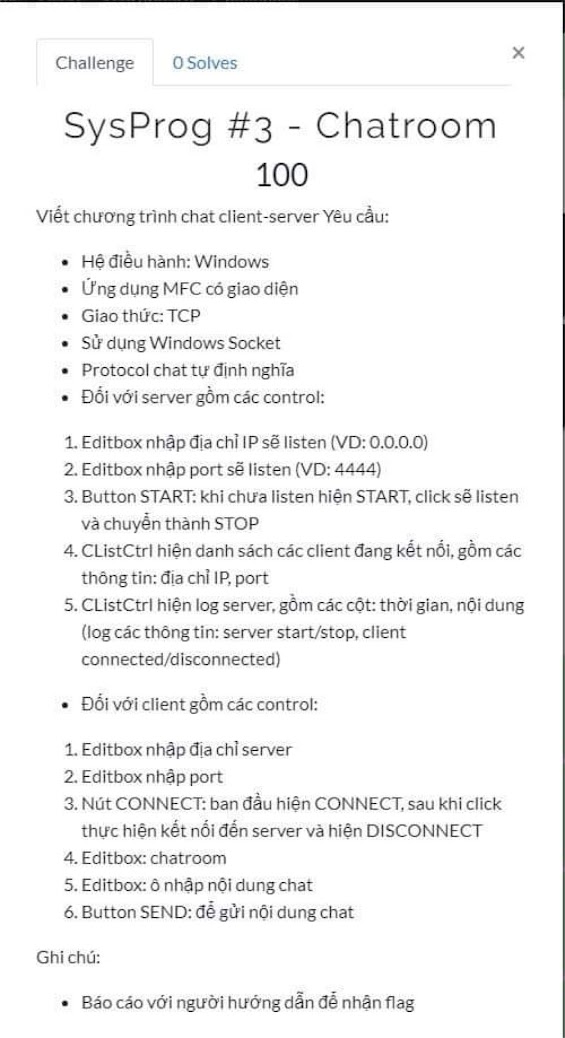 Challenge
0 Solves
×
SysProg #3 - Chatroom
100
Viết chương trình chat client-server Yêu cầu:
• Hệ điều hành: Windows
• Ứng dụng MFC có giao diện
• Giao thức: TCP
• Sử dụng Windows Socket
• Protocol chat tự định nghĩa
• Đối với server gồm các control:
1. Editbox nhập địa chỉ IP sẽ listen (VD: 0.0.0.0)
2. Editbox nhập port sẽ listen (VD: 4444)
3. Button START: khi chưa listen hiện START, click sẽ listen
và chuyển thành STOP
4. CListCtrl hiện danh sách các client đang kết nối, gồm các
thông tin: địa chỉ IP, port
5. CListCtrl hiện log server, gồm các cột: thời gian, nội dung
(log các thông tin: server start/stop, client
connected/disconnected)
• Đối với client gồm các control:
1. Editbox nhập địa chỉ server
2. Editbox nhập port
3. Nút CONNECT: ban đầu hiện CONNECT, sau khi click
thực hiện kết nối đến server và hiện DISCONNECT
4. Editbox: chatroom
5. Editbox: ô nhập nội dung chat
6. Button SEND: để gửi nội dung chat
Ghi chú:
• Báo cáo với người hướng dẫn để nhận flag